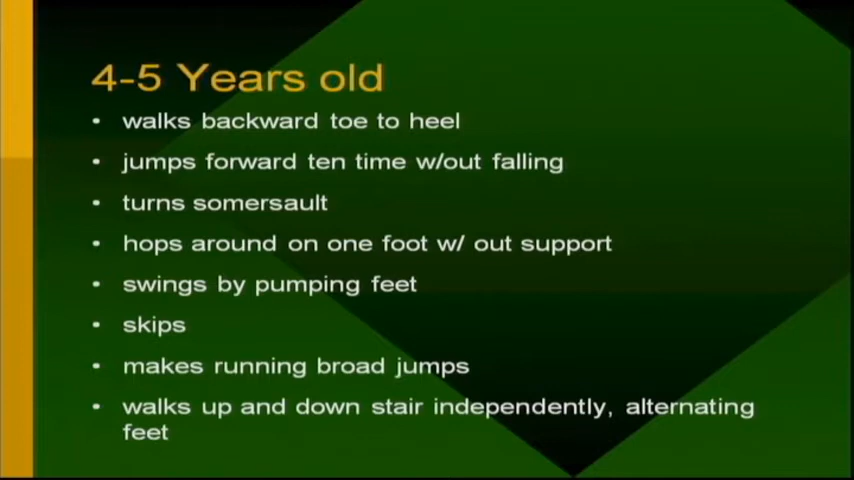 4-5 Years old
• walks backward toe to heel
• jumps forward ten time w/out falling
• turns somersault
• hops around on one foot w/ out support
• swings by pumping feet
• skips
• makes running broad jumps
• walks up and down stair independently, alternating
feet